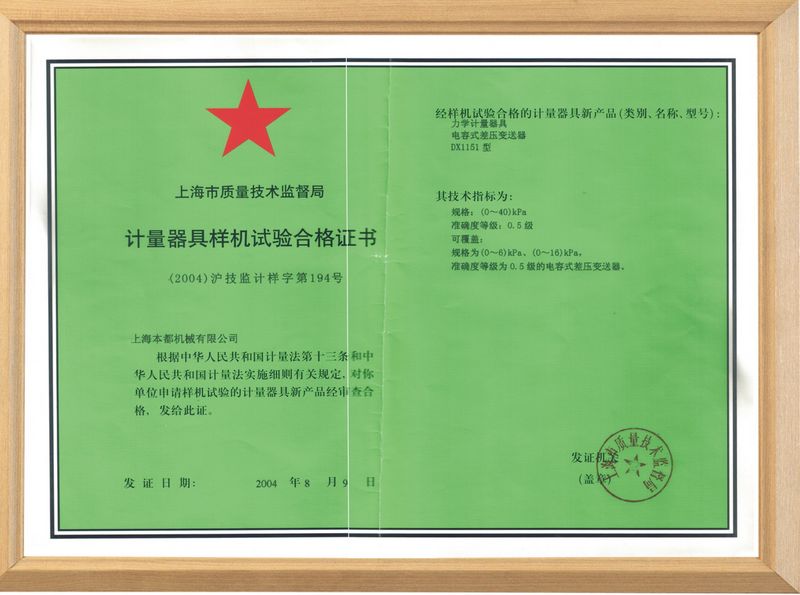 上海市质量技术监督局
计量器具样机试验合格证书
(2004)沪技监计样字第194号
上海本都机械有限公司
根据中华人民共和国计量法第十三条和中
华人民共和国计量法实施细则有关规定,对你
单位申请样机试验的计量器具新产品经审查合
格,发给此证。
发证日期: 2004 年 8 月 9 日
经样机试验合格的计量器具新产品(类别、名称、型号):
力学计量器具
电容式差压变送器
DX1151 型
其技术指标为:
规格:(0~40)kPa
准确度等级:0.5 级
可覆盖:
规格为(0~6)kPa、(0~16)kPa。
准确度等级为 0.5 级的电容式差压变送器。
发证机关
(盖章)
上海市质量技术监督局